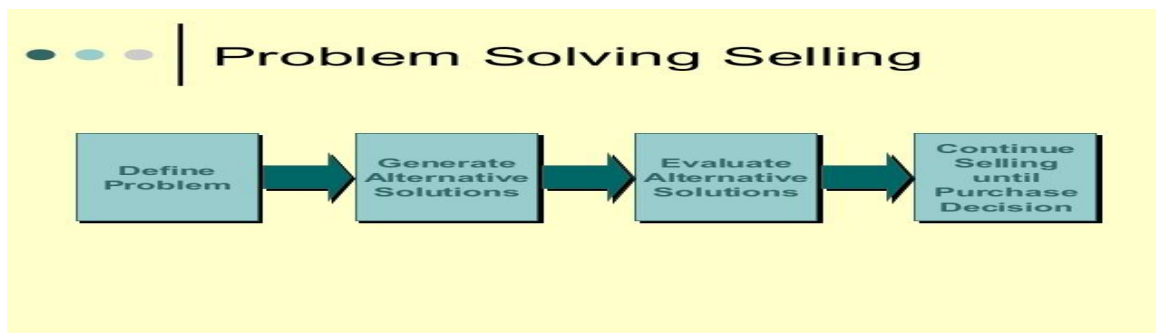 Problem Solving Selling
Define
Problem
Generate
Alternative
Solutions
Evaluate
Alternative
Solutions
Continue
Selling
until
Purchase
Decision